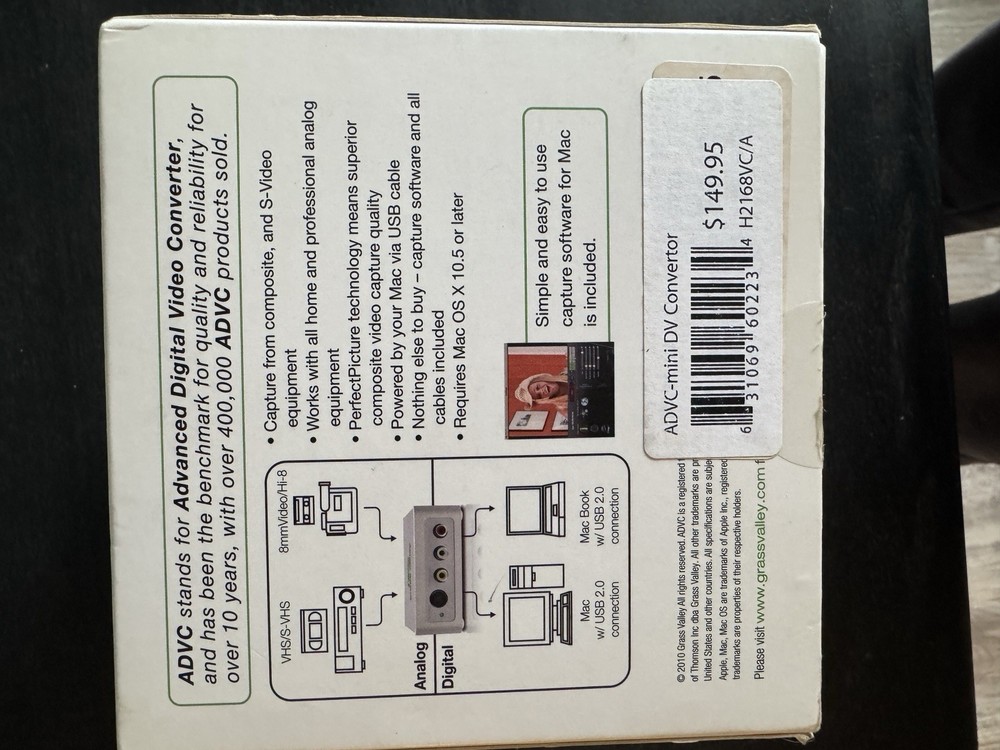 ADVC stands for Advanced Digital Video Converter,
and has been the benchmark for quality and reliability for
over 10 years, with over 400,000 ADVC products sold.
VHS/S-VHS
8mmVideo/Hi-8
Analog
Digital
Mac
w/ USB 2.0
connection
Mac Book
w/ USB 2.0
connection
• Capture from composite, and S-Video
equipment
• Works with all home and professional analog
equipment
• PerfectPicture technology means superior
composite video capture quality
• Powered by your Mac via USB cable
• Nothing else to buy – capture software and all
cables included
• Requires Mac OS X 10.5 or later
Simple and easy to use
capture software for Mac
is included.
© 2010 Grass Valley All rights reserved. ADVC is a registered
of Thomson Inc dba Grass Valley. All other trademarks are
United States and other countries. All specifications are
Apple, Mac, Mac OS are trademarks of Apple Inc., registered
trademarks are properties of their respective holders.
Please visit www.grassvalley.com
ADVC-mini DV Convertor
$149.95
6 31069 60223 4
H2168VC/A